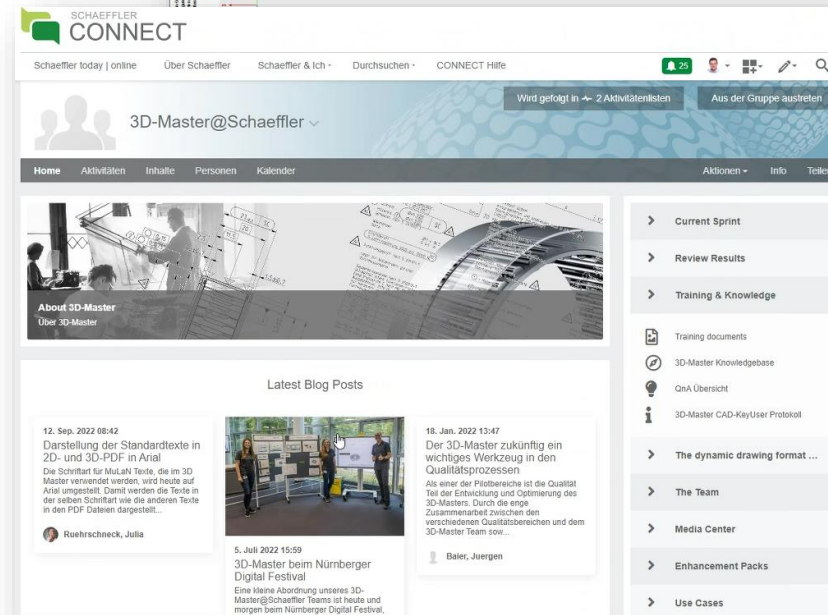 SCHAEFFLER
CONNECT
Schaeffler today | online
Über Schaeffler
Schaeffler & Ich
Durchsuchen
CONNECT Hilfe
25
3D-Master@Schaeffler
Wird gefolgt in 2 Aktivitätenlisten
Aus der Gruppe austreten
Home
Aktivitäten
Inhalte
Personen
Kalender
Aktionen
Info
Teilen
About 3D-Master
Über 3D-Master
Latest Blog Posts
12. Sep. 2022 08:42
Darstellung der Standardtexte in
2D- und 3D-PDF in Arial
Die Schriftart für MuLaN Texte, die im 3D
Master verwendet werden, wird heute auf
Arial umgestellt. Damit werden die Texte in
der selben Schriftart wie die anderen Texte
in den PDF Dateien dargestellt...
Ruehrschneck, Julia
5. Juli 2022 15:59
3D-Master beim Nürnberger
Digital Festival
Eine kleine Abordnung unseres 3D-
Master@Schaeffler Teams ist heute und
morgen beim Nürnberger Digital Festival,
18. Jan. 2022 13:47
Der 3D-Master zukünftig ein
wichtiges Werkzeug in den
Qualitätsprozessen
Als einer der Pilotbereiche ist die Qualität
Teil der Entwicklung und Optimierung des
3D-Masters. Durch die enge
Zusammenarbeit zwischen den
verschiedenen Qualitätsbereichen und dem
3D-Master Team sow...
Baier, Juergen
Current Sprint
Review Results
Training & Knowledge
Training documents
3D-Master Knowledgebase
QnA Übersicht
3D-Master CAD-KeyUser Protokoll
The dynamic drawing format ...
The Team
Media Center
Enhancement Packs
Use Cases